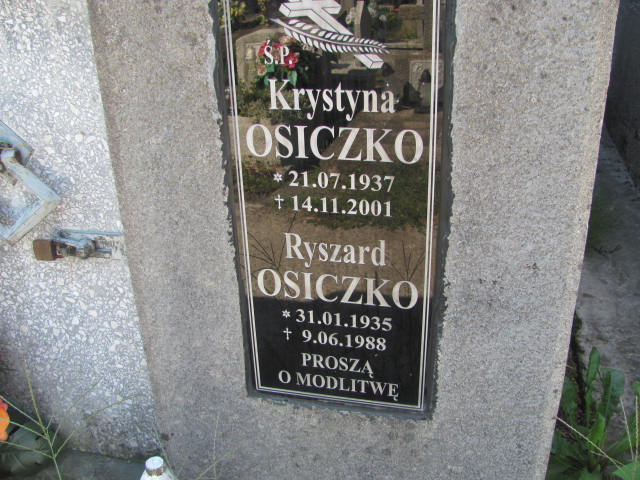 Ś.P.
Krystyna
OSICZKO
* 21.07.1937
† 14.11.2001
Ryszard
OSICZKO
* 31.01.1935
† 9.06.1988
PROSZĄ
O MODLITWĘ